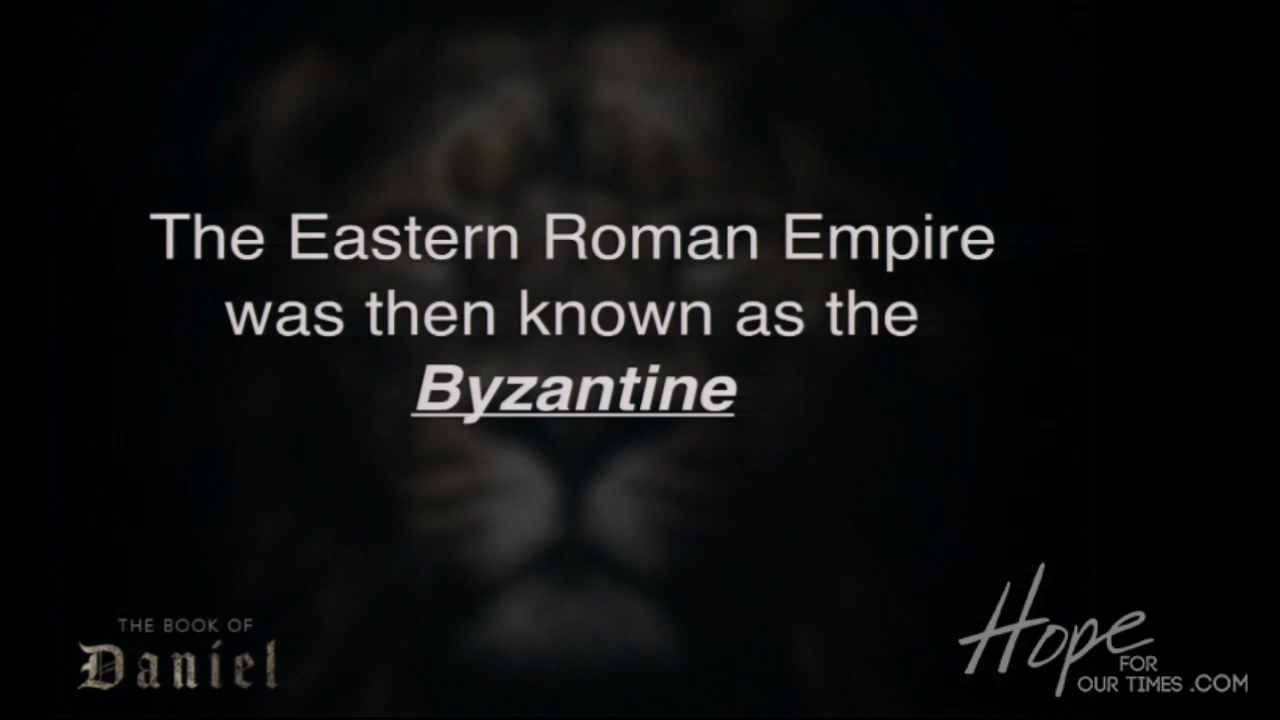 The Eastern Roman Empire
was then known as the
Byzantine
THE BOOK OF
Daniel
Hope
FOR
OUR TIMES .COM